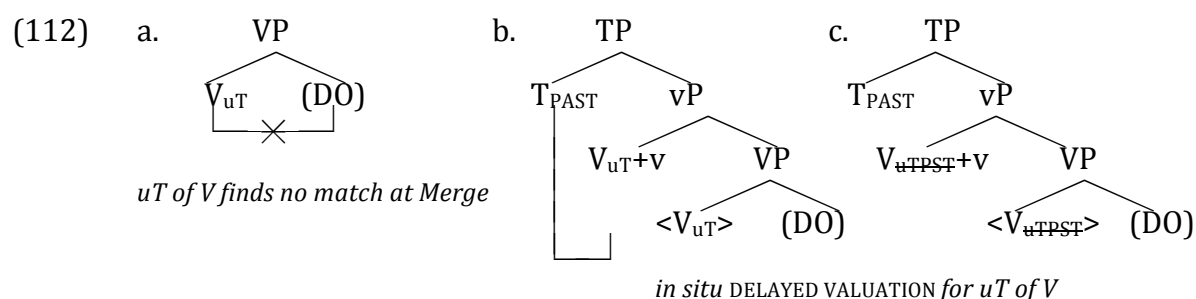 (112) a. VP b. TP c. TP
V_uT (DO) T_PAST vP T_PAST vP
V_uT+v VP V_uTPST+v VP
uT of V finds no match at Merge
<V_uT> (DO) <V_uTPST> (DO)
in situ DELAYED VALUATION for uT of V